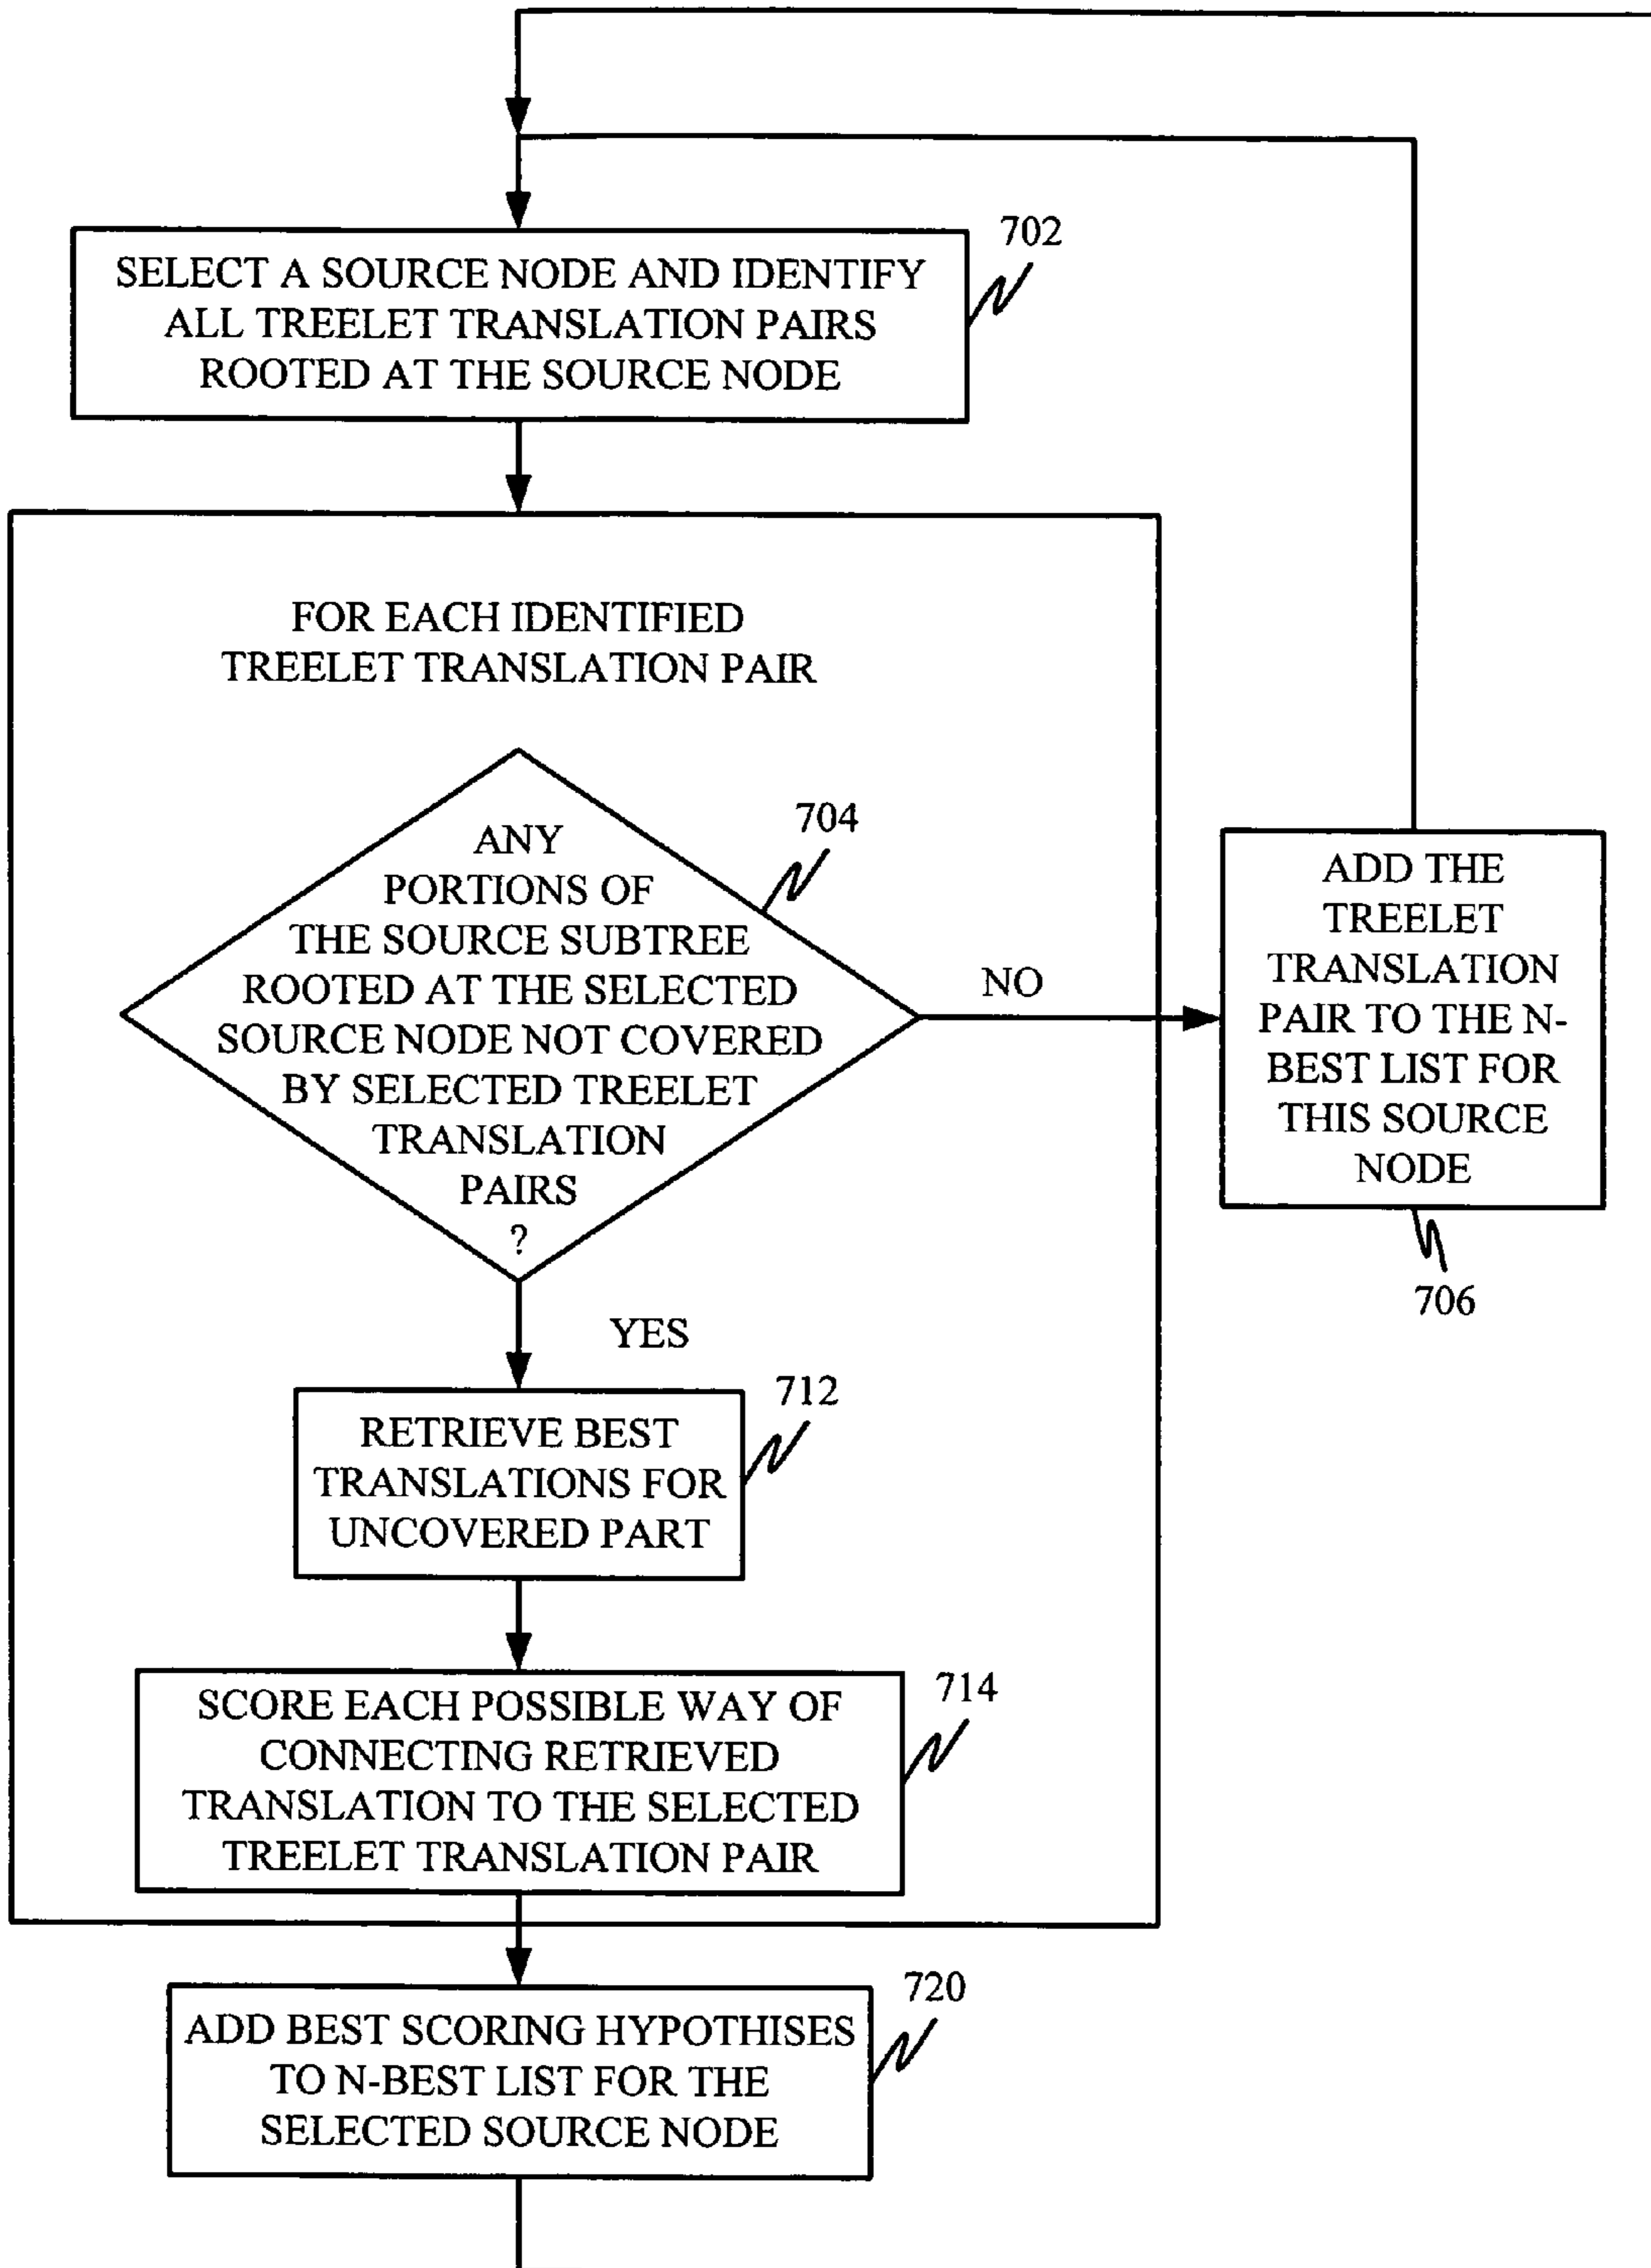 702
SELECT A SOURCE NODE AND IDENTIFY
ALL TREELET TRANSLATION PAIRS
ROOTED AT THE SOURCE NODE
FOR EACH IDENTIFIED
TREELET TRANSLATION PAIR
704
ANY
PORTIONS OF
THE SOURCE SUBTREE
ROOTED AT THE SELECTED
SOURCE NODE NOT COVERED
BY SELECTED TREELET
TRANSLATION
PAIRS
?
NO
ADD THE
TREELET
TRANSLATION
PAIR TO THE N-
BEST LIST FOR
THIS SOURCE
NODE
706
YES
712
RETRIEVE BEST
TRANSLATIONS FOR
UNCOVERED PART
714
SCORE EACH POSSIBLE WAY OF
CONNECTING RETRIEVED
TRANSLATION TO THE SELECTED
TREELET TRANSLATION PAIR
720
ADD BEST SCORING HYPOTHISES
TO N-BEST LIST FOR THE
SELECTED SOURCE NODE